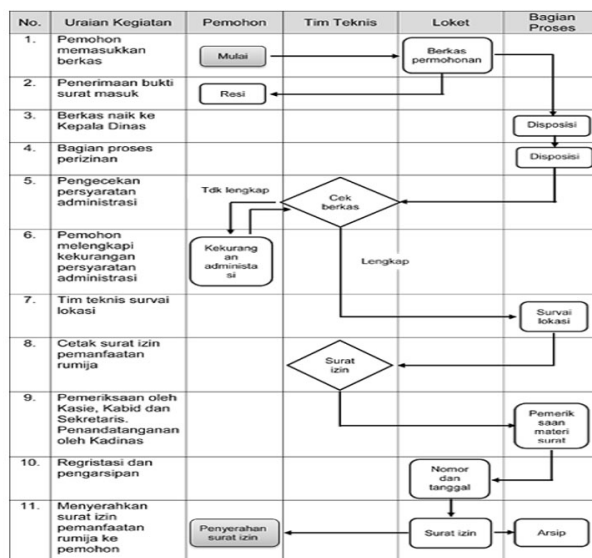 No. Uraian Kegiatan Pemohon Tim Teknis Loket Bagian
Proses
1. Pemohon
memasukkan
berkas
Mulai
Berkas
permohonan
2. Penerimaan bukti
surat masuk
Resi
3. Berkas naik ke
Kepala Dinas
Disposisi
4. Bagian proses
perizinan
Disposisi
5. Pengecekan
persyaratan
administrasi
Tdk lengkap
Cek
berkas
6. Pemohon
melengkapi
kekurangan
persyaratan
administrasi
Kekurang
an
administa
si
Lengkap
7. Tim teknis survai
lokasi
Survai
lokasi
8. Cetak surat izin
pemanfaatan
rumija
Surat
izin
9. Pemeriksaan oleh
Kasie, Kabid dan
Sekretaris.
Penandatanganan
oleh Kadinas
Pemerik
saan
materi
surat
10. Regristasi dan
pengarsipan
Nomor
dan
tanggal
11. Menyerahkan
surat izin
pemanfaatan
rumija ke
pemohon
Penyerahan
surat izin
Surat izin
Arsip